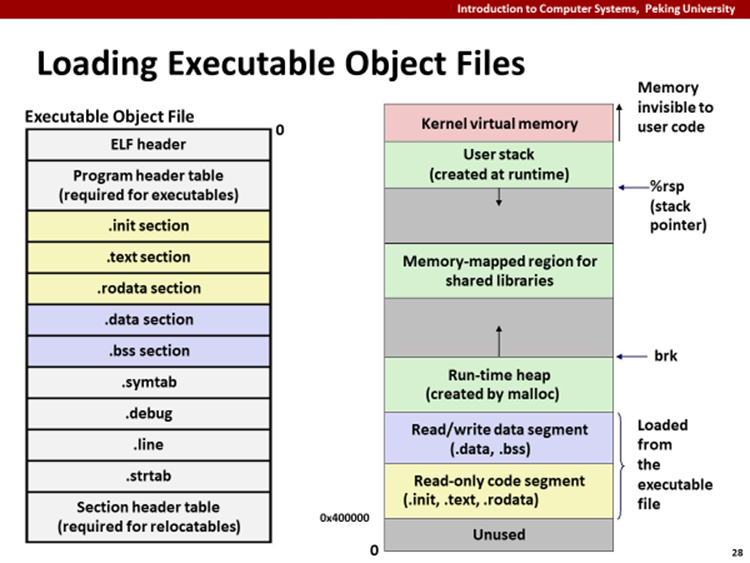 Introduction to Computer Systems, Peking University
Loading Executable Object Files
Executable Object File
0
ELF header
Program header table
(required for executables)
.init section
.text section
.rodata section
.data section
.bss section
.symtab
.debug
.line
.strtab
Section header table
(required for relocatables)
Kernel virtual memory
Memory
invisible to
user code
User stack
(created at runtime)
%rsp
(stack
pointer)
Memory-mapped region for
shared libraries
brk
Run-time heap
(created by malloc)
Read/write data segment
(.data, .bss)
Read-only code segment
(.init, .text, .rodata)
Loaded
from
the
executable
file
0x400000
Unused
0
28